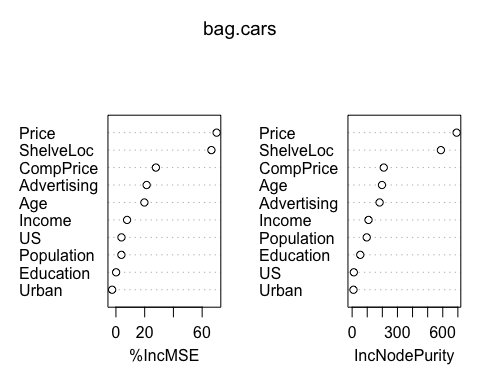 bag.cars
Price
ShelveLoc
CompPrice
Advertising
Age
Income
US
Population
Education
Urban
0 20 60
%IncMSE
Price
ShelveLoc
CompPrice
Age
Advertising
Income
Population
Education
US
Urban
0 300 600
IncNodePurity